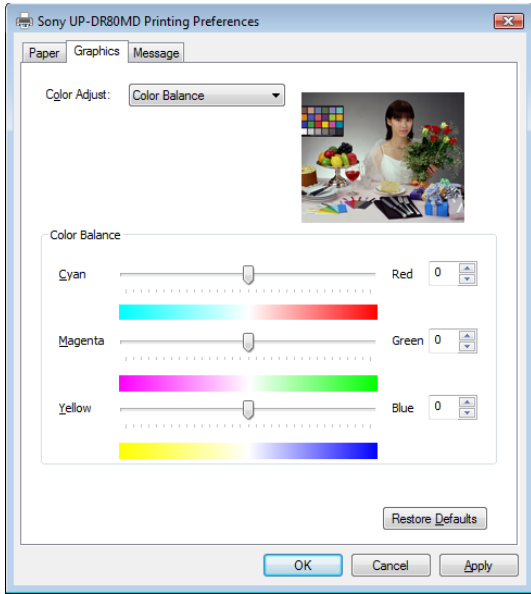 Sony UP-DR80MD Printing Preferences
Paper Graphics Message
Color Adjust: Color Balance
Color Balance
Cyan Red 0
Magenta Green 0
Yellow Blue 0
Restore Defaults
OK Cancel Apply